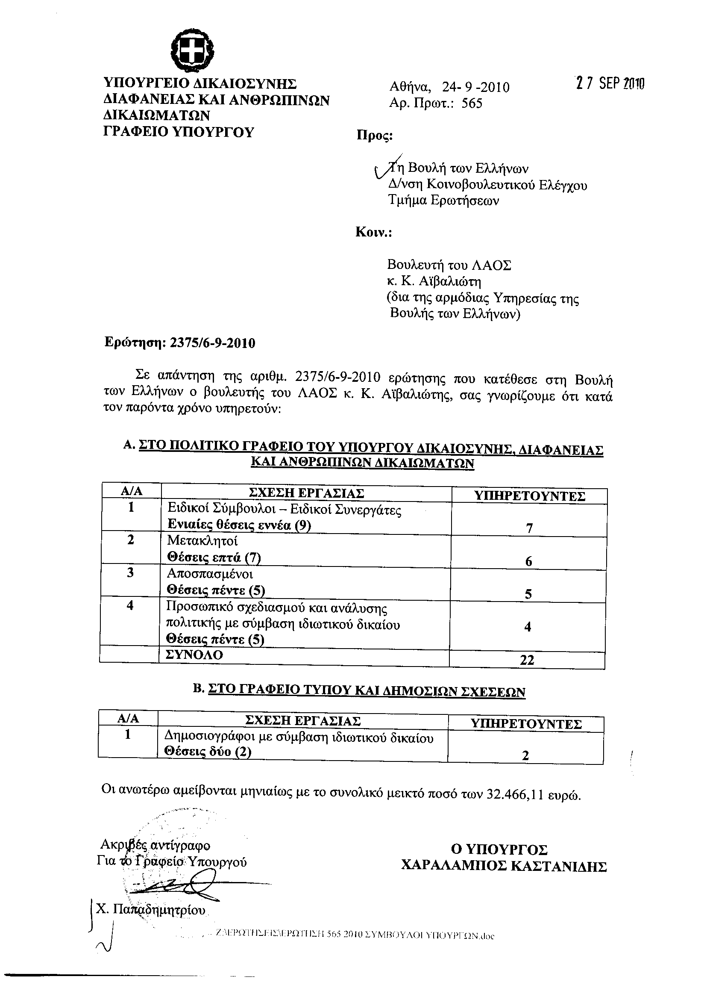 ΥΠΟΥΡΓΕΙΟ ΔΙΚΑΙΟΣΥΝΗΣ
ΔΙΑΦΑΝΕΙΑΣ ΚΑΙ ΑΝΘΡΩΠΙΝΩΝ
ΔΙΚΑΙΩΜΑΤΩΝ
ΓΡΑΦΕΙΟ ΥΠΟΥΡΓΟΥ
Αθήνα, 24- 9 -2010
Αρ. Πρωτ.: 565
27 SEP 2010
Προς:
Τη Βουλή των Ελλήνων
Δ/νση Κοινοβουλευτικού Ελέγχου
Τμήμα Ερωτήσεων
Κοιν.:
Βουλευτή του ΛΑΟΣ
κ. Κ. Αϊβαλιώτη
(δια της αρμόδιας Υπηρεσίας της
Βουλής των Ελλήνων)
Ερώτηση: 2375/6-9-2010
Σε απάντηση της αριθμ. 2375/6-9-2010 ερώτησης που κατέθεσε στη Βουλή
των Ελλήνων ο βουλευτής του ΛΑΟΣ κ. Κ. Αϊβαλιώτης, σας γνωρίζουμε ότι κατά
τον παρόντα χρόνο υπηρετούν:
Α. ΣΤΟ ΠΟΛΙΤΙΚΟ ΓΡΑΦΕΙΟ ΤΟΥ ΥΠΟΥΡΓΟΥ ΔΙΚΑΙΟΣΥΝΗΣ, ΔΙΑΦΑΝΕΙΑΣ
ΚΑΙ ΑΝΘΡΩΠΙΝΩΝ ΔΙΚΑΙΩΜΑΤΩΝ
Α/Α ΣΧΕΣΗ ΕΡΓΑΣΙΑΣ ΥΠΗΡΕΤΟΥΝΤΕΣ
1 Ειδικοί Σύμβουλοι – Ειδικοί Συνεργάτες
Ενιαίες θέσεις εννέα (9) 7
2 Μετακλητοί
Θέσεις επτά (7) 6
3 Αποσπασμένοι
Θέσεις πέντε (5) 5
4 Προσωπικό σχεδιασμού και ανάλυσης
πολιτικής με σύμβαση ιδιωτικού δικαίου 4
Θέσεις πέντε (5)
ΣΥΝΟΛΟ 22
Β. ΣΤΟ ΓΡΑΦΕΙΟ ΤΥΠΟΥ ΚΑΙ ΔΗΜΟΣΙΩΝ ΣΧΕΣΕΩΝ
Α/Α ΣΧΕΣΗ ΕΡΓΑΣΙΑΣ ΥΠΗΡΕΤΟΥΝΤΕΣ
1 Δημοσιογράφοι με σύμβαση ιδιωτικού δικαίου
Θέσεις δύο (2) 2
Οι ανωτέρω αμείβονται μηνιαίως με το συνολικό μεικτό ποσό των 32.466,11 ευρώ.
Ακριβές αντίγραφο
Για το Γραφείο Υπουργού
Χ. Παπαδημητρίου
Ο ΥΠΟΥΡΓΟΣ
ΧΑΡΑΛΑΜΠΟΣ ΚΑΣΤΑΝΙΔΗΣ
Ζ:\ΕΡΩΤΗΣΕΙΣ\ΕΡΩΤΗΣΗ 565 2010 ΣΥΜΒΟΥΛΟΙ ΥΠΟΥΡΓΩΝ.doc